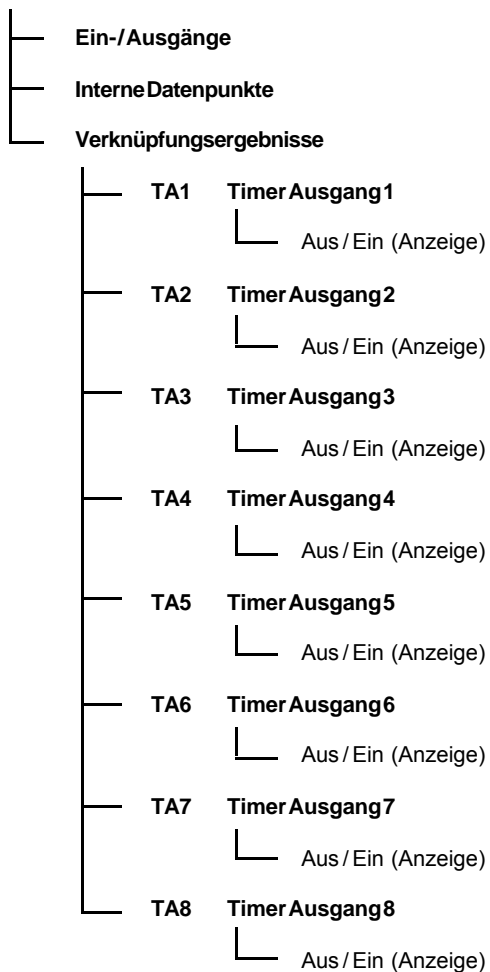 Ein-/Ausgänge
Interne Datenpunkte
Verknüpfungsergebnisse
TA1 Timer Ausgang 1
Aus / Ein (Anzeige)
TA2 Timer Ausgang 2
Aus / Ein (Anzeige)
TA3 Timer Ausgang 3
Aus / Ein (Anzeige)
TA4 Timer Ausgang 4
Aus / Ein (Anzeige)
TA5 Timer Ausgang 5
Aus / Ein (Anzeige)
TA6 Timer Ausgang 6
Aus / Ein (Anzeige)
TA7 Timer Ausgang 7
Aus / Ein (Anzeige)
TA8 Timer Ausgang 8
Aus / Ein (Anzeige)